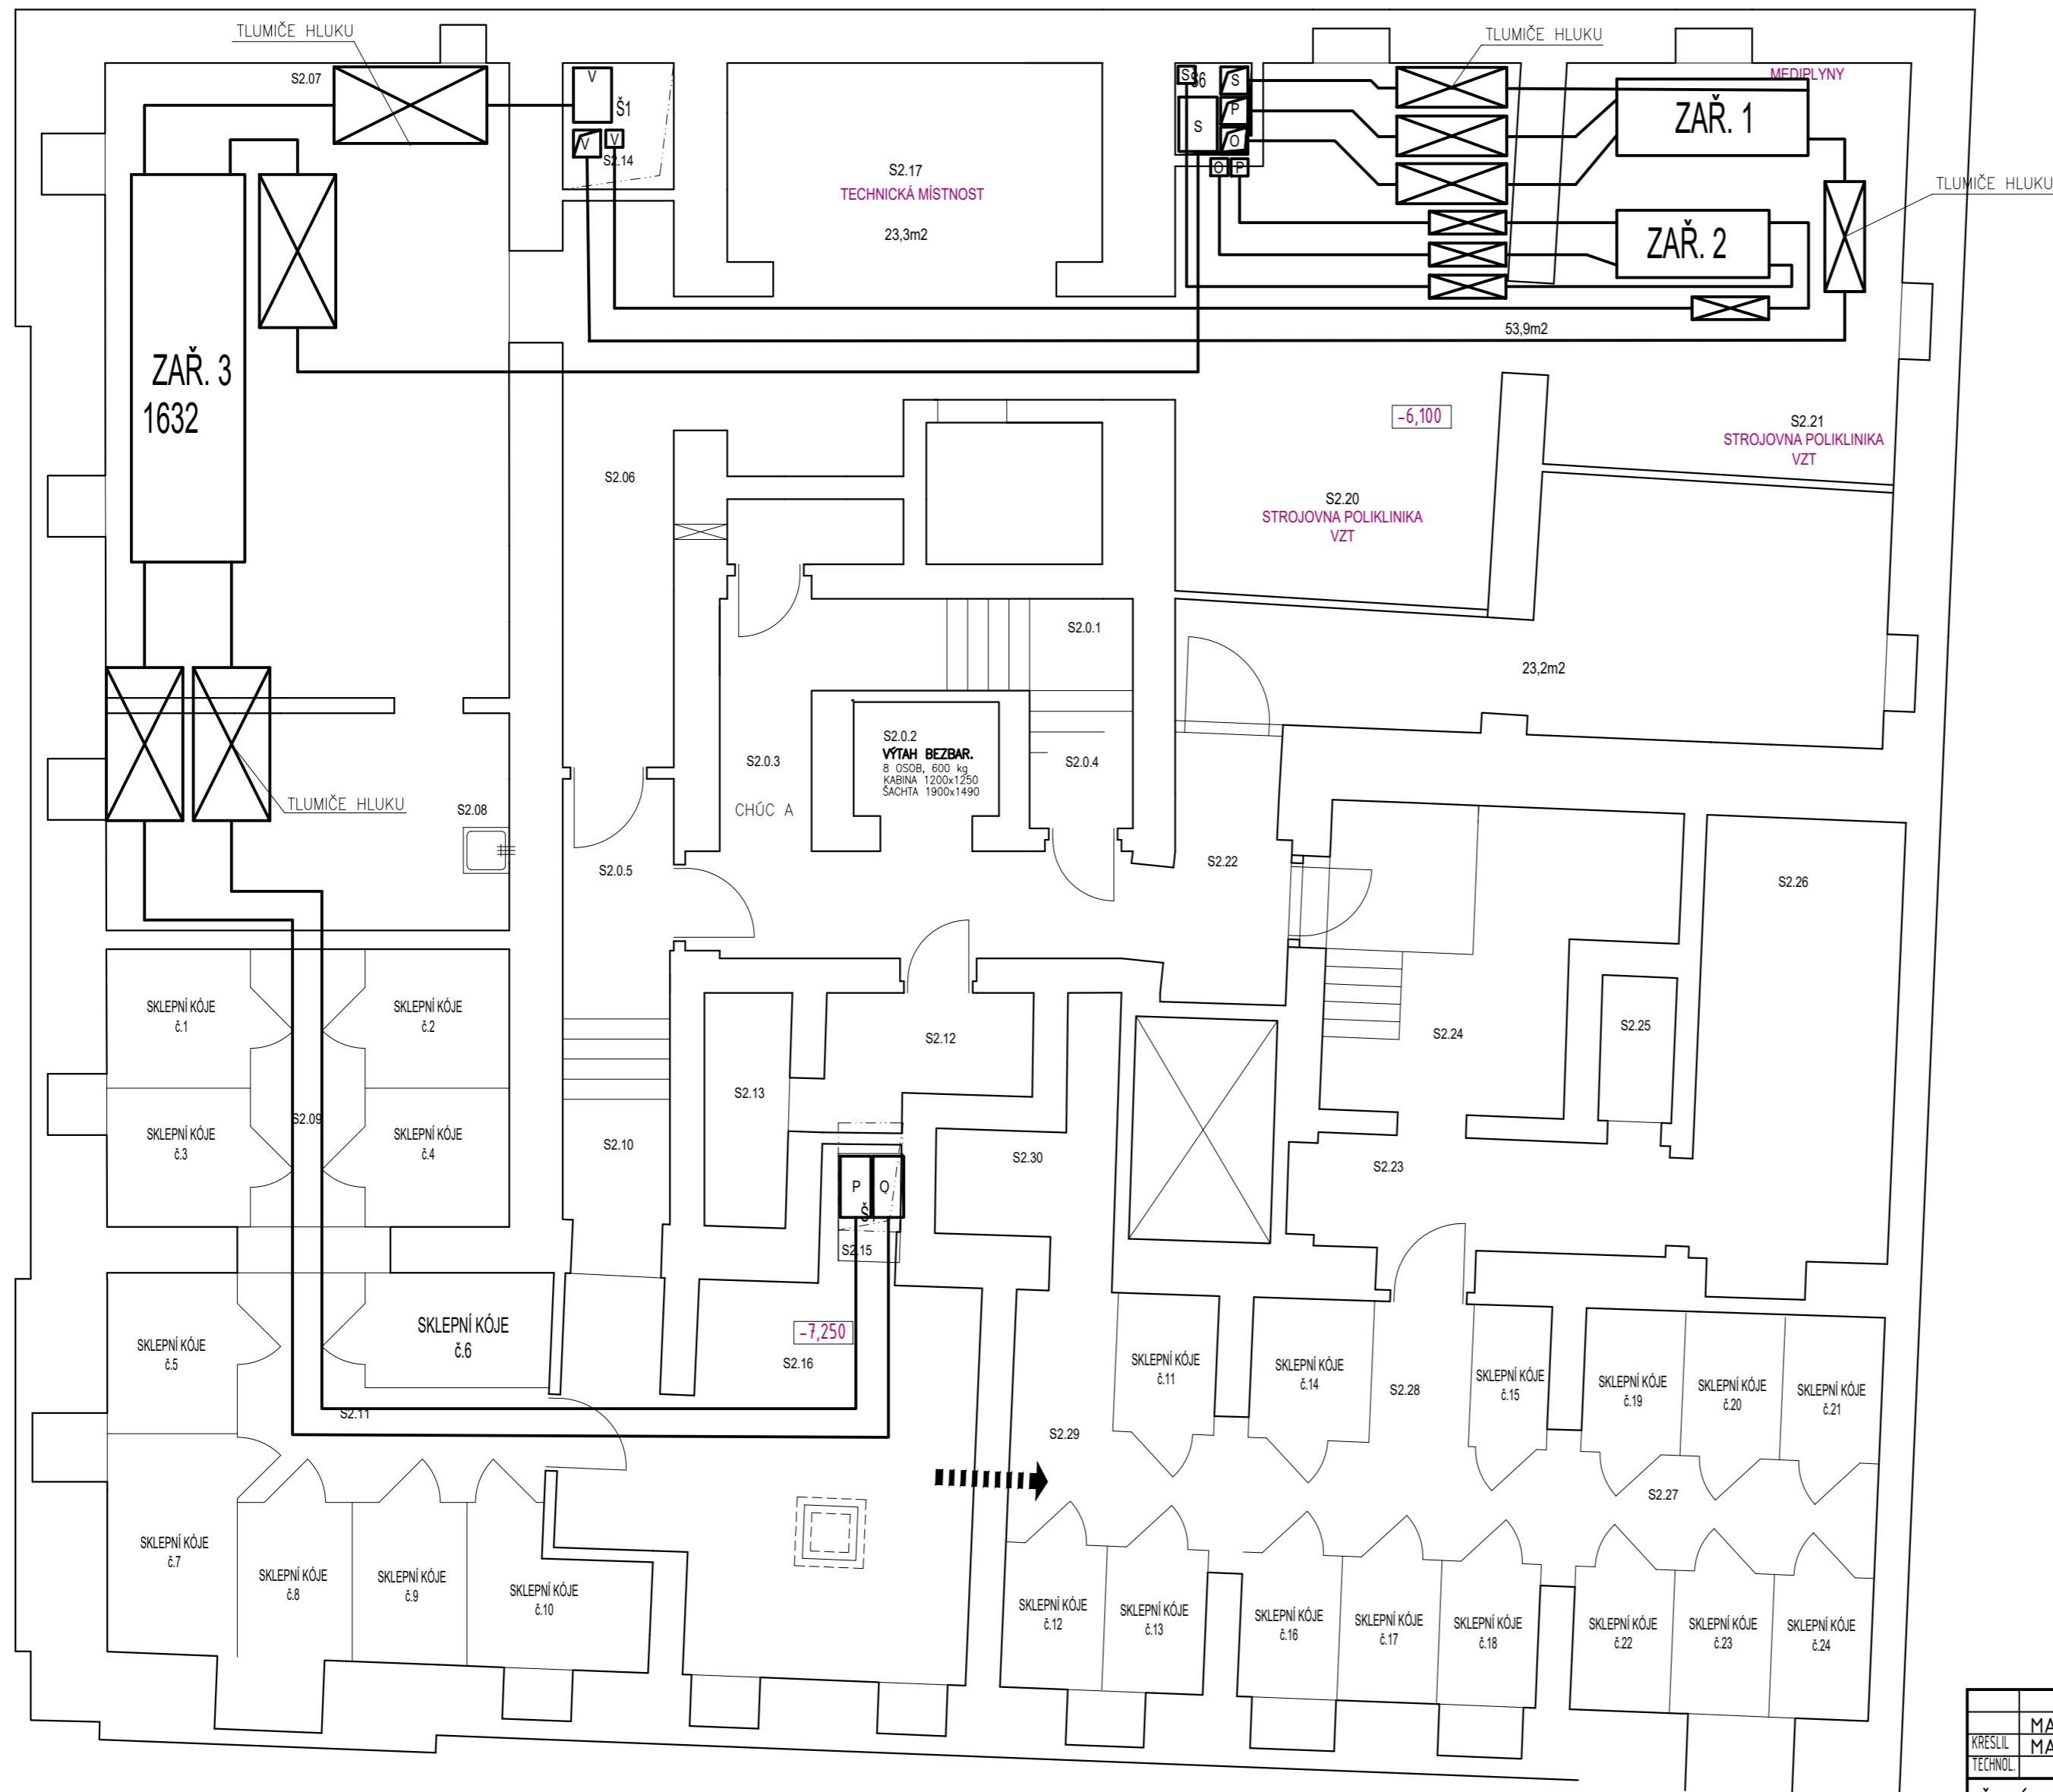 TLUMIČE HLUKU
TLUMIČE HLUKU
S2.07
V
Š1
V
V
S2.14
S
Š6
S
P
S
O
O
P
MEDIPLYNY
ZAŘ. 1
TLUMIČE HLUKU
S2.17
TECHNICKÁ MÍSTNOST
23,3m2
ZAŘ. 2
53,9m2
ZAŘ. 3
1632
-6,100
S2.21
STROJOVNA POLIKLINIKA
VZT
S2.06
S2.20
STROJOVNA POLIKLINIKA
VZT
S2.0.1
23,2m2
S2.0.2
VÝTAH BEZBAR.
8 OSOB, 600 kg
KABINA 1200x1250
ŠACHTA 1900x1490
S2.0.3
S2.0.4
CHÚC A
TLUMIČE HLUKU
S2.08
S2.0.5
S2.22
S2.26
SKLEPNÍ KÓJE
č.1
SKLEPNÍ KÓJE
č.2
S2.12
S2.24
S2.25
S2.13
S2.09
SKLEPNÍ KÓJE
č.3
SKLEPNÍ KÓJE
č.4
S2.10
S2.30
S2.23
P
O
S2.15
SKLEPNÍ KÓJE
č.5
SKLEPNÍ KÓJE
č.6
-7,250
S2.16
SKLEPNÍ KÓJE
č.11
SKLEPNÍ KÓJE
č.14
S2.28
SKLEPNÍ KÓJE
č.15
SKLEPNÍ KÓJE
č.19
SKLEPNÍ KÓJE
č.20
SKLEPNÍ KÓJE
č.21
S2.11
S2.29
S2.27
SKLEPNÍ KÓJE
č.7
SKLEPNÍ KÓJE
č.8
SKLEPNÍ KÓJE
č.9
SKLEPNÍ KÓJE
č.10
SKLEPNÍ KÓJE
č.12
SKLEPNÍ KÓJE
č.13
SKLEPNÍ KÓJE
č.16
SKLEPNÍ KÓJE
č.17
SKLEPNÍ KÓJE
č.18
SKLEPNÍ KÓJE
č.22
SKLEPNÍ KÓJE
č.23
SKLEPNÍ KÓJE
č.24
KRESLIL
TECHNOL.